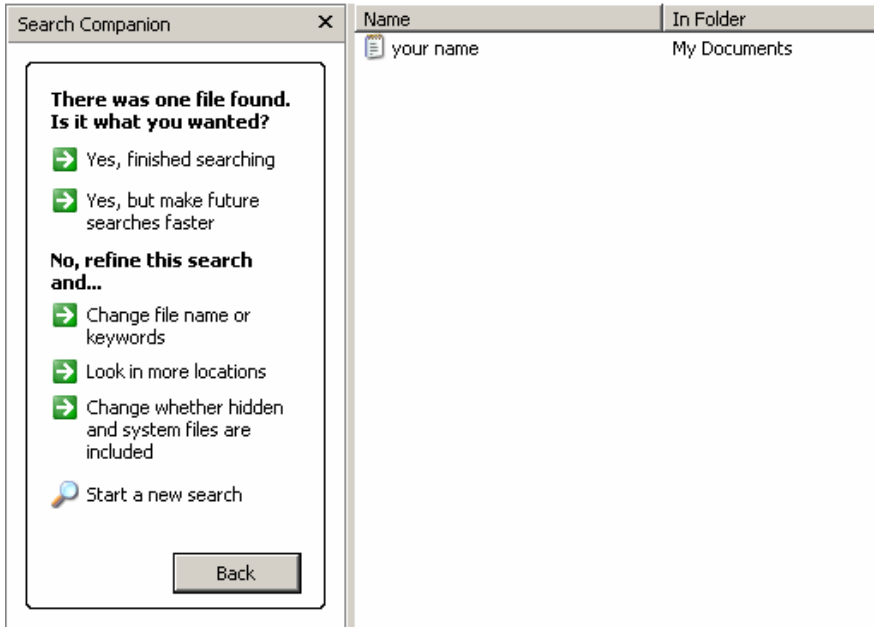 Search Companion
There was one file found.
Is it what you wanted?
Yes, finished searching
Yes, but make future
searches faster
No, refine this search
and...
Change file name or
keywords
Look in more locations
Change whether hidden
and system files are
included
Start a new search
Back
Name In Folder
your name My Documents